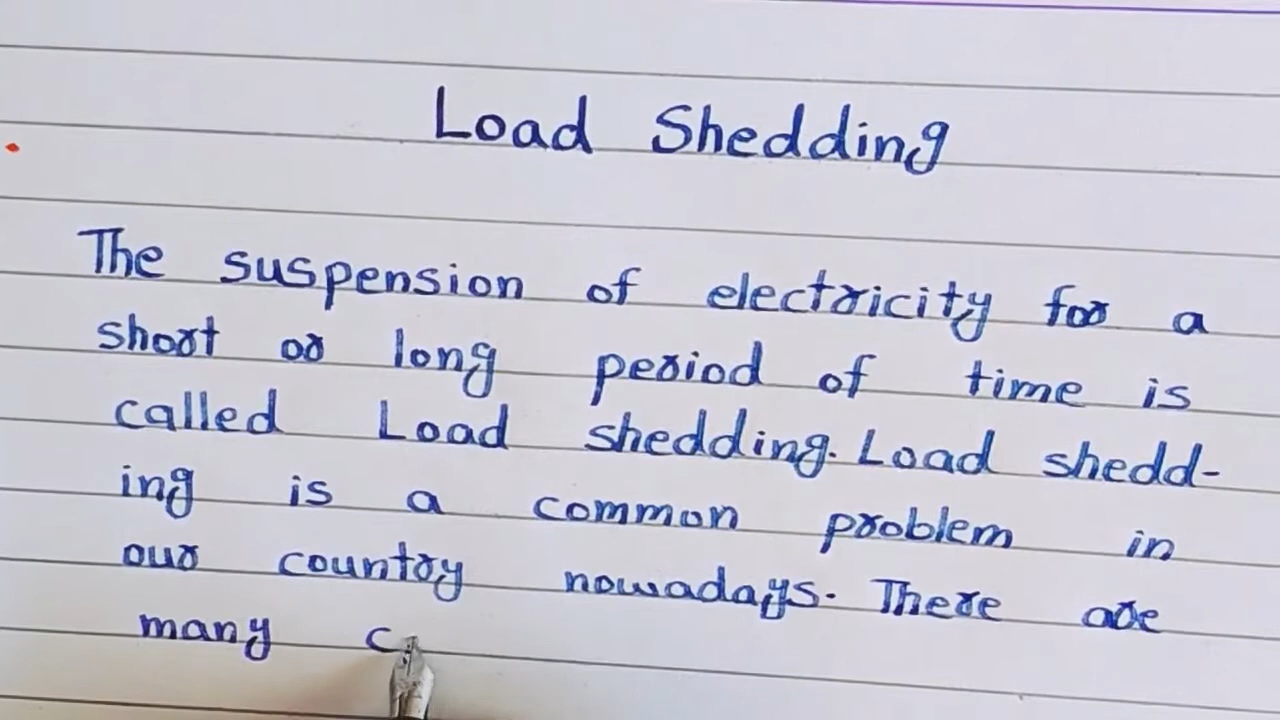 Load Shedding
The suspension of electricity for a
short or long period of time is
called Load shedding. Load shedd-
ing is a common problem in
our country nowadays. There are
many c